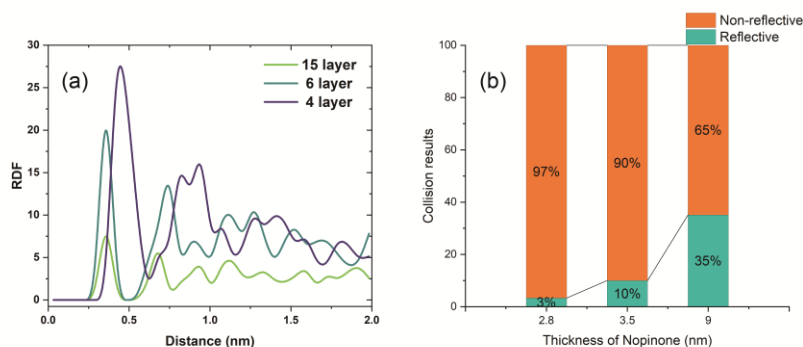 (a)
15 layer
6 layer
4 layer
RDF
30
25
20
15
10
5
0
0.0 0.5 1.0 1.5 2.0
Distance (nm)
Non-reflective
Reflective
(b)
Collision results
100
80
60
40
20
0
97% 90% 65%
3% 10% 35%
2.8 3.5 9
Thickness of Nopinone (nm)